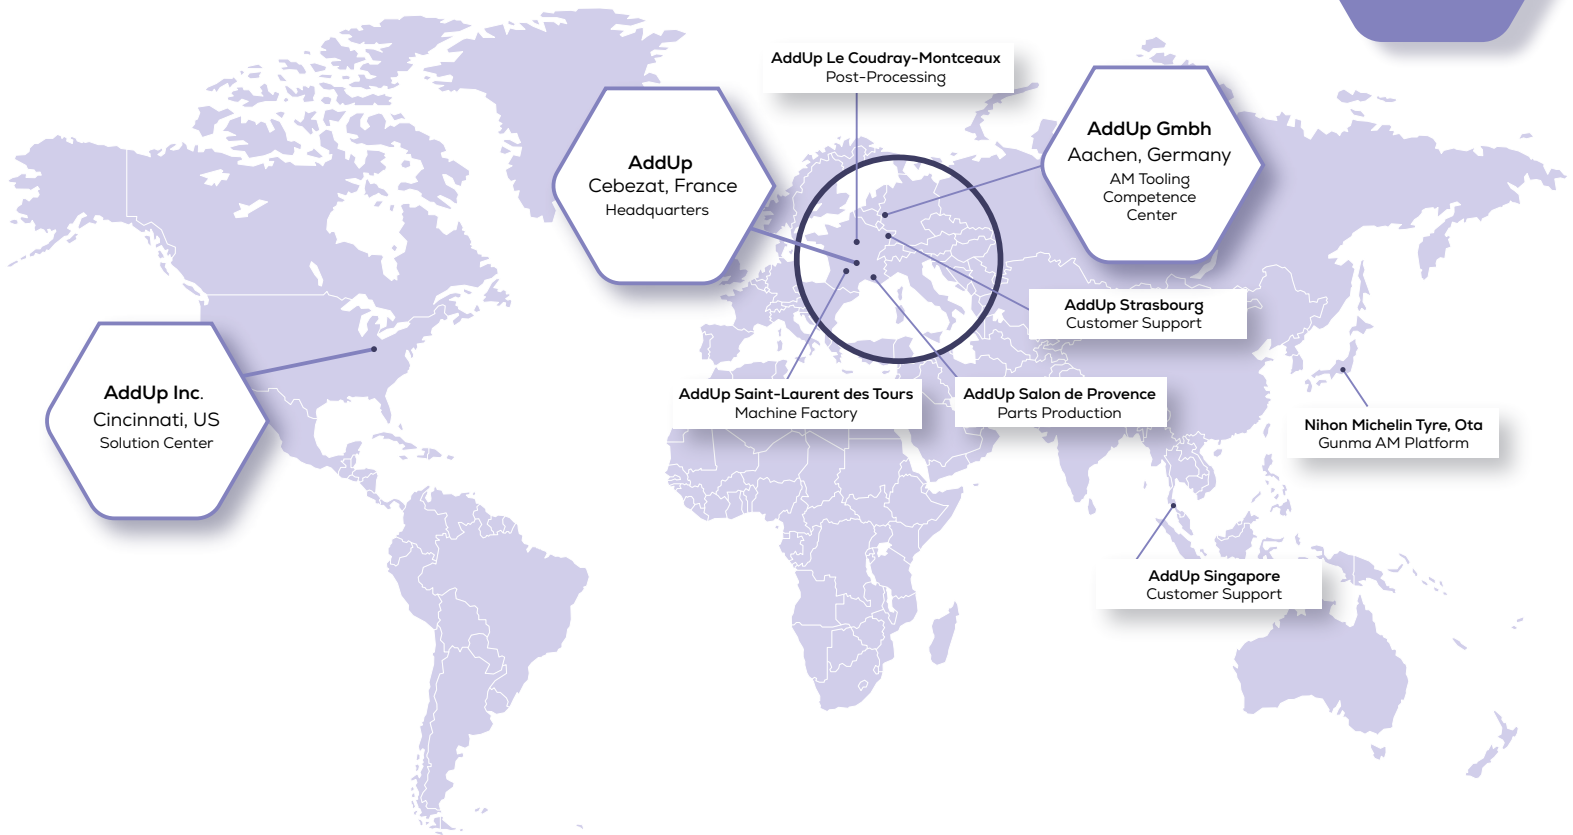 AddUp Le Coudray-Montceaux
Post-Processing
AddUp
Cebezat, France
Headquarters
AddUp Gmbh
Aachen, Germany
AM Tooling
Competence
Center
AddUp Strasbourg
Customer Support
AddUp Inc.
Cincinnati, US
Solution Center
AddUp Saint-Laurent des Tours
Machine Factory
AddUp Salon de Provence
Parts Production
Nihon Michelin Tyre, Ota
Gunma AM Platform
AddUp Singapore
Customer Support